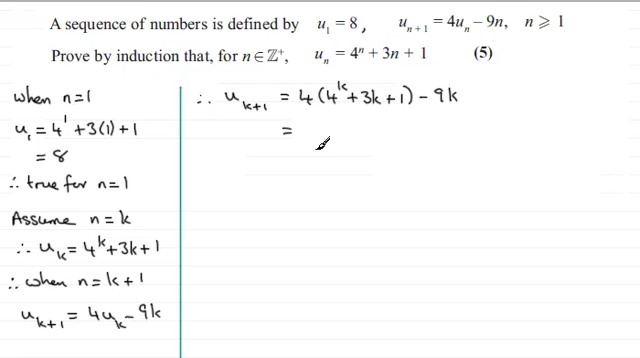 A sequence of numbers is defined by u₁ = 8, uₙ₊₁ = 4uₙ − 9n, n ⩾ 1
Prove by induction that, for n ∈ ℤ⁺, uₙ = 4ⁿ + 3n + 1 (5)
when n=1
u₁ = 4¹ + 3(1) + 1
= 8
∴ true for n=1
Assume n = k
∴ uₖ = 4ᵏ + 3k + 1
∴ when n = k + 1
uₖ₊₁ = 4uₖ − 9k
∴ uₖ₊₁ = 4(4ᵏ + 3k + 1) − 9k
=